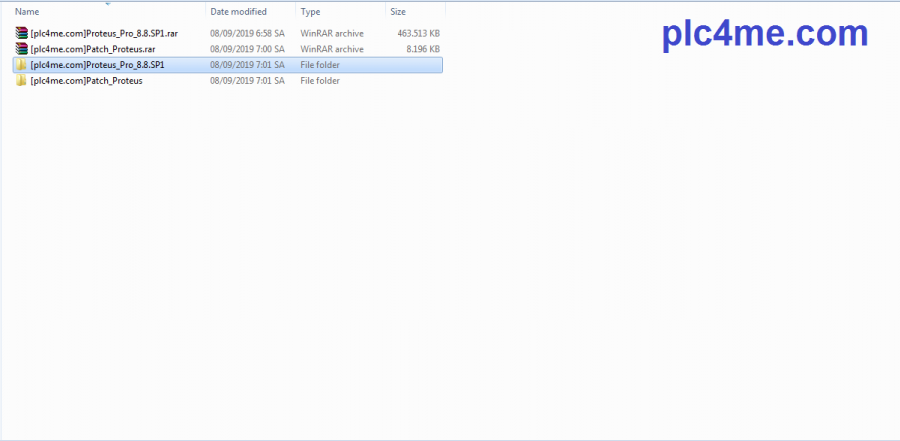 Name Date modified Type Size
[plc4me.com]Proteus_Pro_8.8.SP1.rar 08/09/2019 6:58 SA WinRAR archive 463.513 KB
[plc4me.com]Patch_Proteus.rar 08/09/2019 7:00 SA WinRAR archive 8.196 KB
[plc4me.com]Proteus_Pro_8.8.SP1 08/09/2019 7:01 SA File folder
[plc4me.com]Patch_Proteus 08/09/2019 7:01 SA File folder
plc4me.com